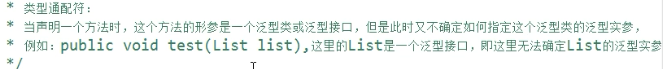 * 类型通配符：
* 当声明一个方法时，这个方法的形参是一个泛型类或泛型接口，但是此时又不确定如何指定这个泛型类的泛型实参，
* 例如：public void test(List list),这里的List是一个泛型接口，即这里无法确定List的泛型实参
*/